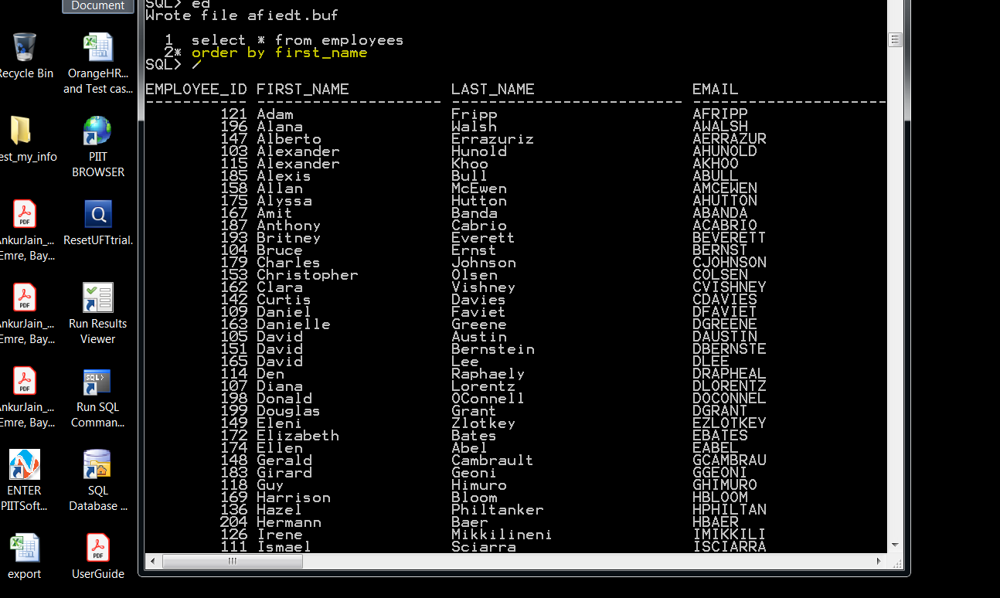 Document
Recycle Bin
OrangeHR...
and Test cas...
est_my_info
PIIT
BROWSER
AnkurJain_...
Emre, Bay...
ResetUFTtrial.
AnkurJain_...
Emre, Bay...
Run Results
Viewer
AnkurJain_...
Emre, Bay...
Run SQL
Comman...
ENTER
PIITSoft...
SQL
Database ...
export
UserGuide
SQL> ed
Wrote file afiedt.buf
1 select * from employees
2* order by first_name
SQL> /
EMPLOYEE_ID FIRST_NAME LAST_NAME EMAIL
----------- -------------------- ------------------------- ---------------------
121 Adam Fripp AFRIPP
196 Alana Walsh AWALSH
147 Alberto Errazuriz AERRAZUR
103 Alexander Hunold AHUNOLD
115 Alexander Khoo AKHOO
185 Alexis Bull ABULL
158 Allan McEwen AMCEWEN
175 Alyssa Hutton AHUTTON
167 Amit Banda ABANDA
187 Anthony Cabrio ACABRIO
193 Britney Everett BEVERETT
104 Bruce Ernst BERNST
179 Charles Johnson CJOHNSON
153 Christopher Olsen COLSEN
162 Clara Vishney CVISHNEY
142 Curtis Davies CDAVIES
109 Daniel Faviet DFAVIET
163 Danielle Greene DGREENE
105 David Austin DAUSTIN
151 David Bernstein DBERNSTE
165 David Lee DLEE
114 Den Raphaely DRAPHEAL
107 Diana Lorentz DLORENTZ
198 Donald OConnell DOCONNEL
199 Douglas Grant DGRANT
149 Eleni Zlotkey EZLOTKEY
172 Elizabeth Bates EBATES
174 Ellen Abel EABEL
148 Gerald Cambrault GCAMBRAU
183 Girard Geoni GGEONI
118 Guy Himuro GHIMURO
169 Harrison Bloom HBLOOM
136 Hazel Philtanker HPHILTAN
204 Hermann Baer HBAER
126 Irene Mikkilineni IMIKKILI
111 Ismael Sciarra ISCIARRA